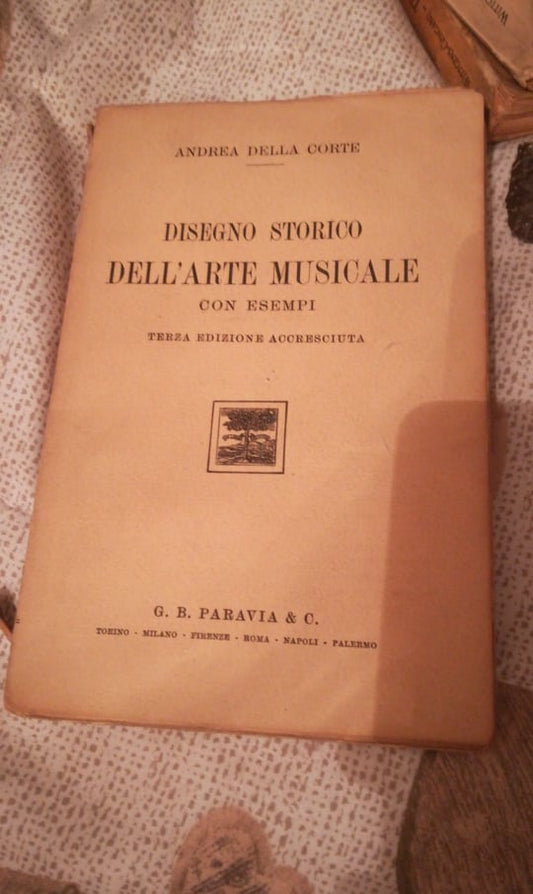 ANDREA DELLA CORTE
DISEGNO STORICO
DELL'ARTE MUSICALE
CON ESEMPI
TERZA EDIZIONE ACCRESCIUTA
G. B. PARAVIA & C.
TORINO - MILANO - FIRENZE - ROMA - NAPOLI - PALERMO